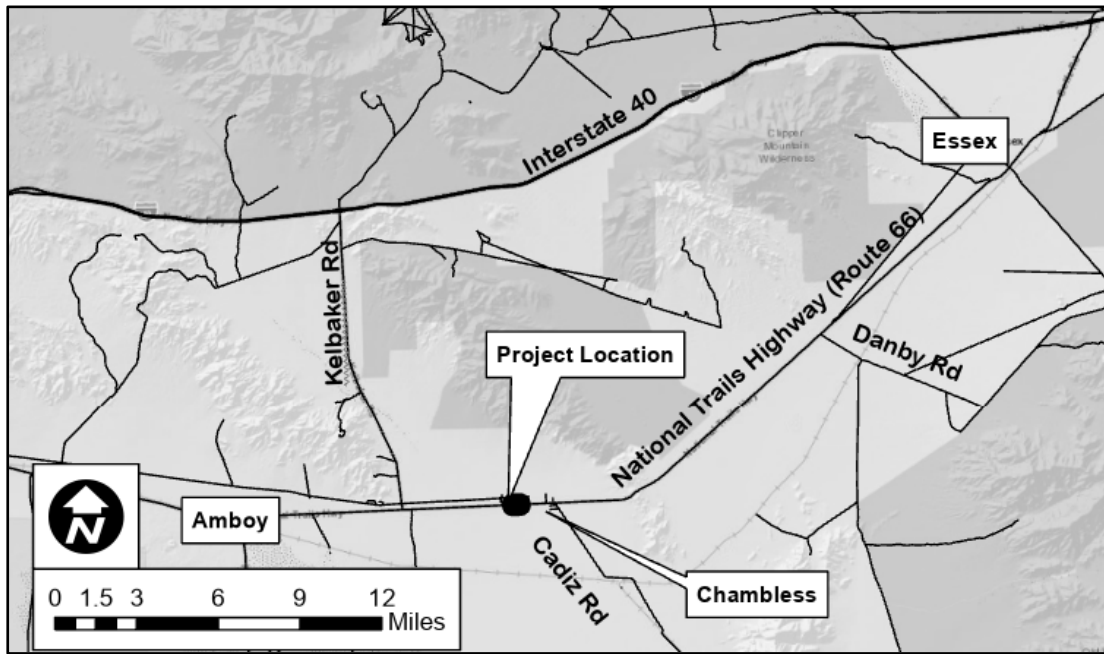 Interstate 40
Clipper
Mountain
Wilderness
Essex
Kelbaker Rd
National Trails Highway (Route 66)
Project Location
Danby Rd
Amboy
Cadiz Rd
Chambless
N
0 1.5 3 6 9 12
Miles